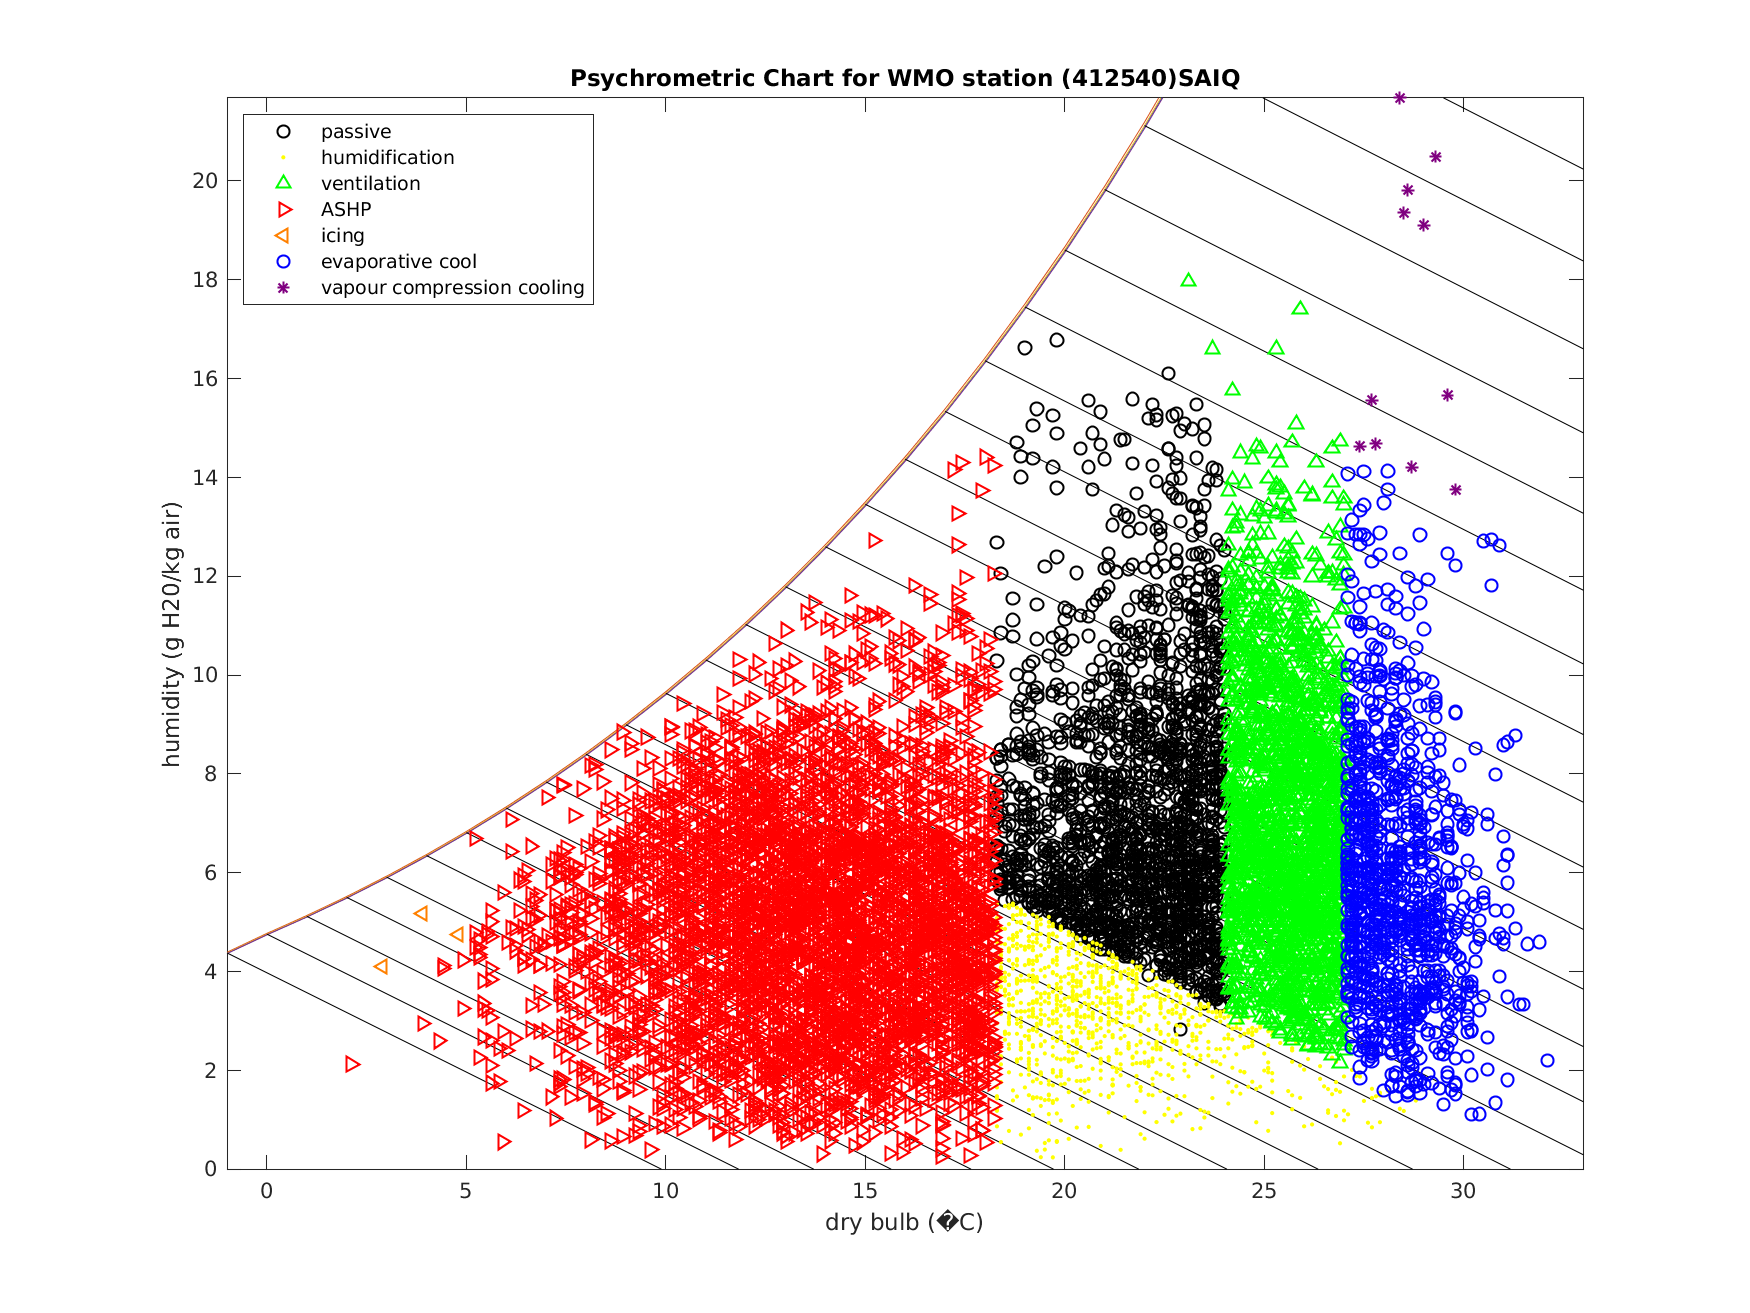 Psychrometric Chart for WMO station (412540)SAIQ
passive
humidification
ventilation
ASHP
icing
evaporative cool
vapour compression cooling
humidity (g H20/kg air)
20
18
16
14
12
10
8
6
4
2
0
0 5 10 15 20 25 30
dry bulb (�C)